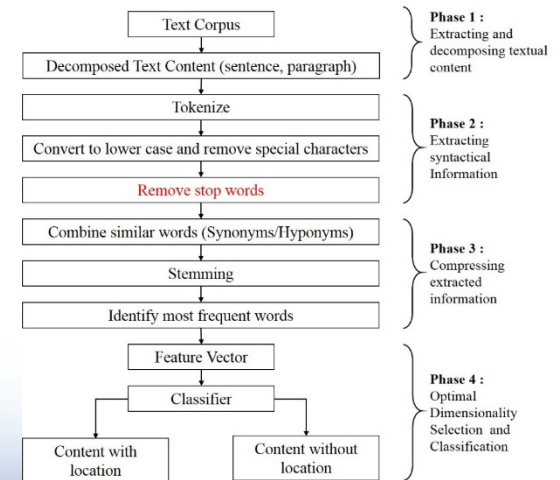 Text Corpus
Decomposed Text Content (sentence, paragraph)
Phase 1 :
Extracting and
decomposing textual
content
Tokenize
Convert to lower case and remove special characters
Remove stop words
Phase 2 :
Extracting
syntactical
Information
Combine similar words (Synonyms/Hyponyms)
Stemming
Identify most frequent words
Phase 3 :
Compressing
extracted
information
Feature Vector
Classifier
Content with
location
Content without
location
Phase 4 :
Optimal
Dimensionality
Selection and
Classification